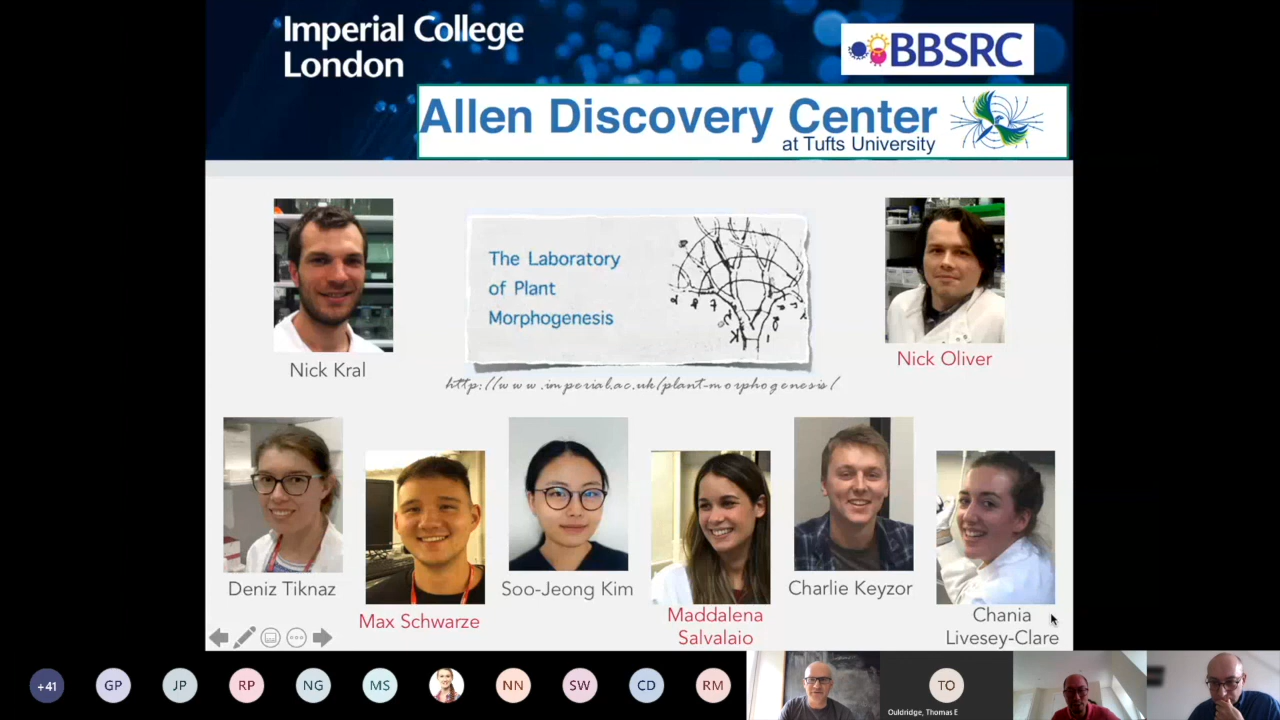 Imperial College
London
BBSRC
Allen Discovery Center
at Tufts University
The Laboratory
of Plant
Morphogenesis
http://www.imperial.ac.uk/plant-morphogenesis/
Nick Kral
Nick Oliver
Deniz Tiknaz
Max Schwarze
Soo-Jeong Kim
Maddalena
Salvalaio
Charlie Keyzor
Chania
Livesey-Clare
+41
GP
JP
RP
NG
MS
NN
SW
CD
RM
TO
Ouldridge, Thomas E